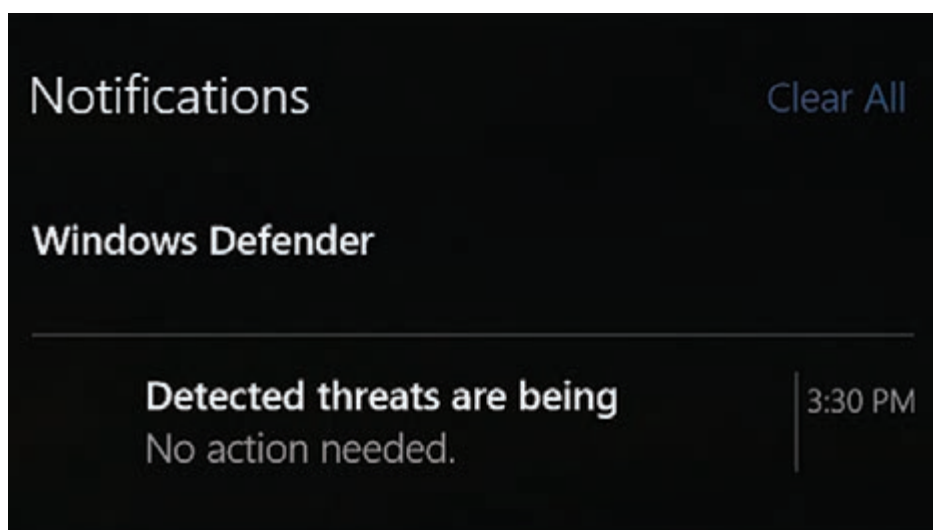 Notifications
Clear All
Windows Defender
Detected threats are being
3:30 PM
No action needed.